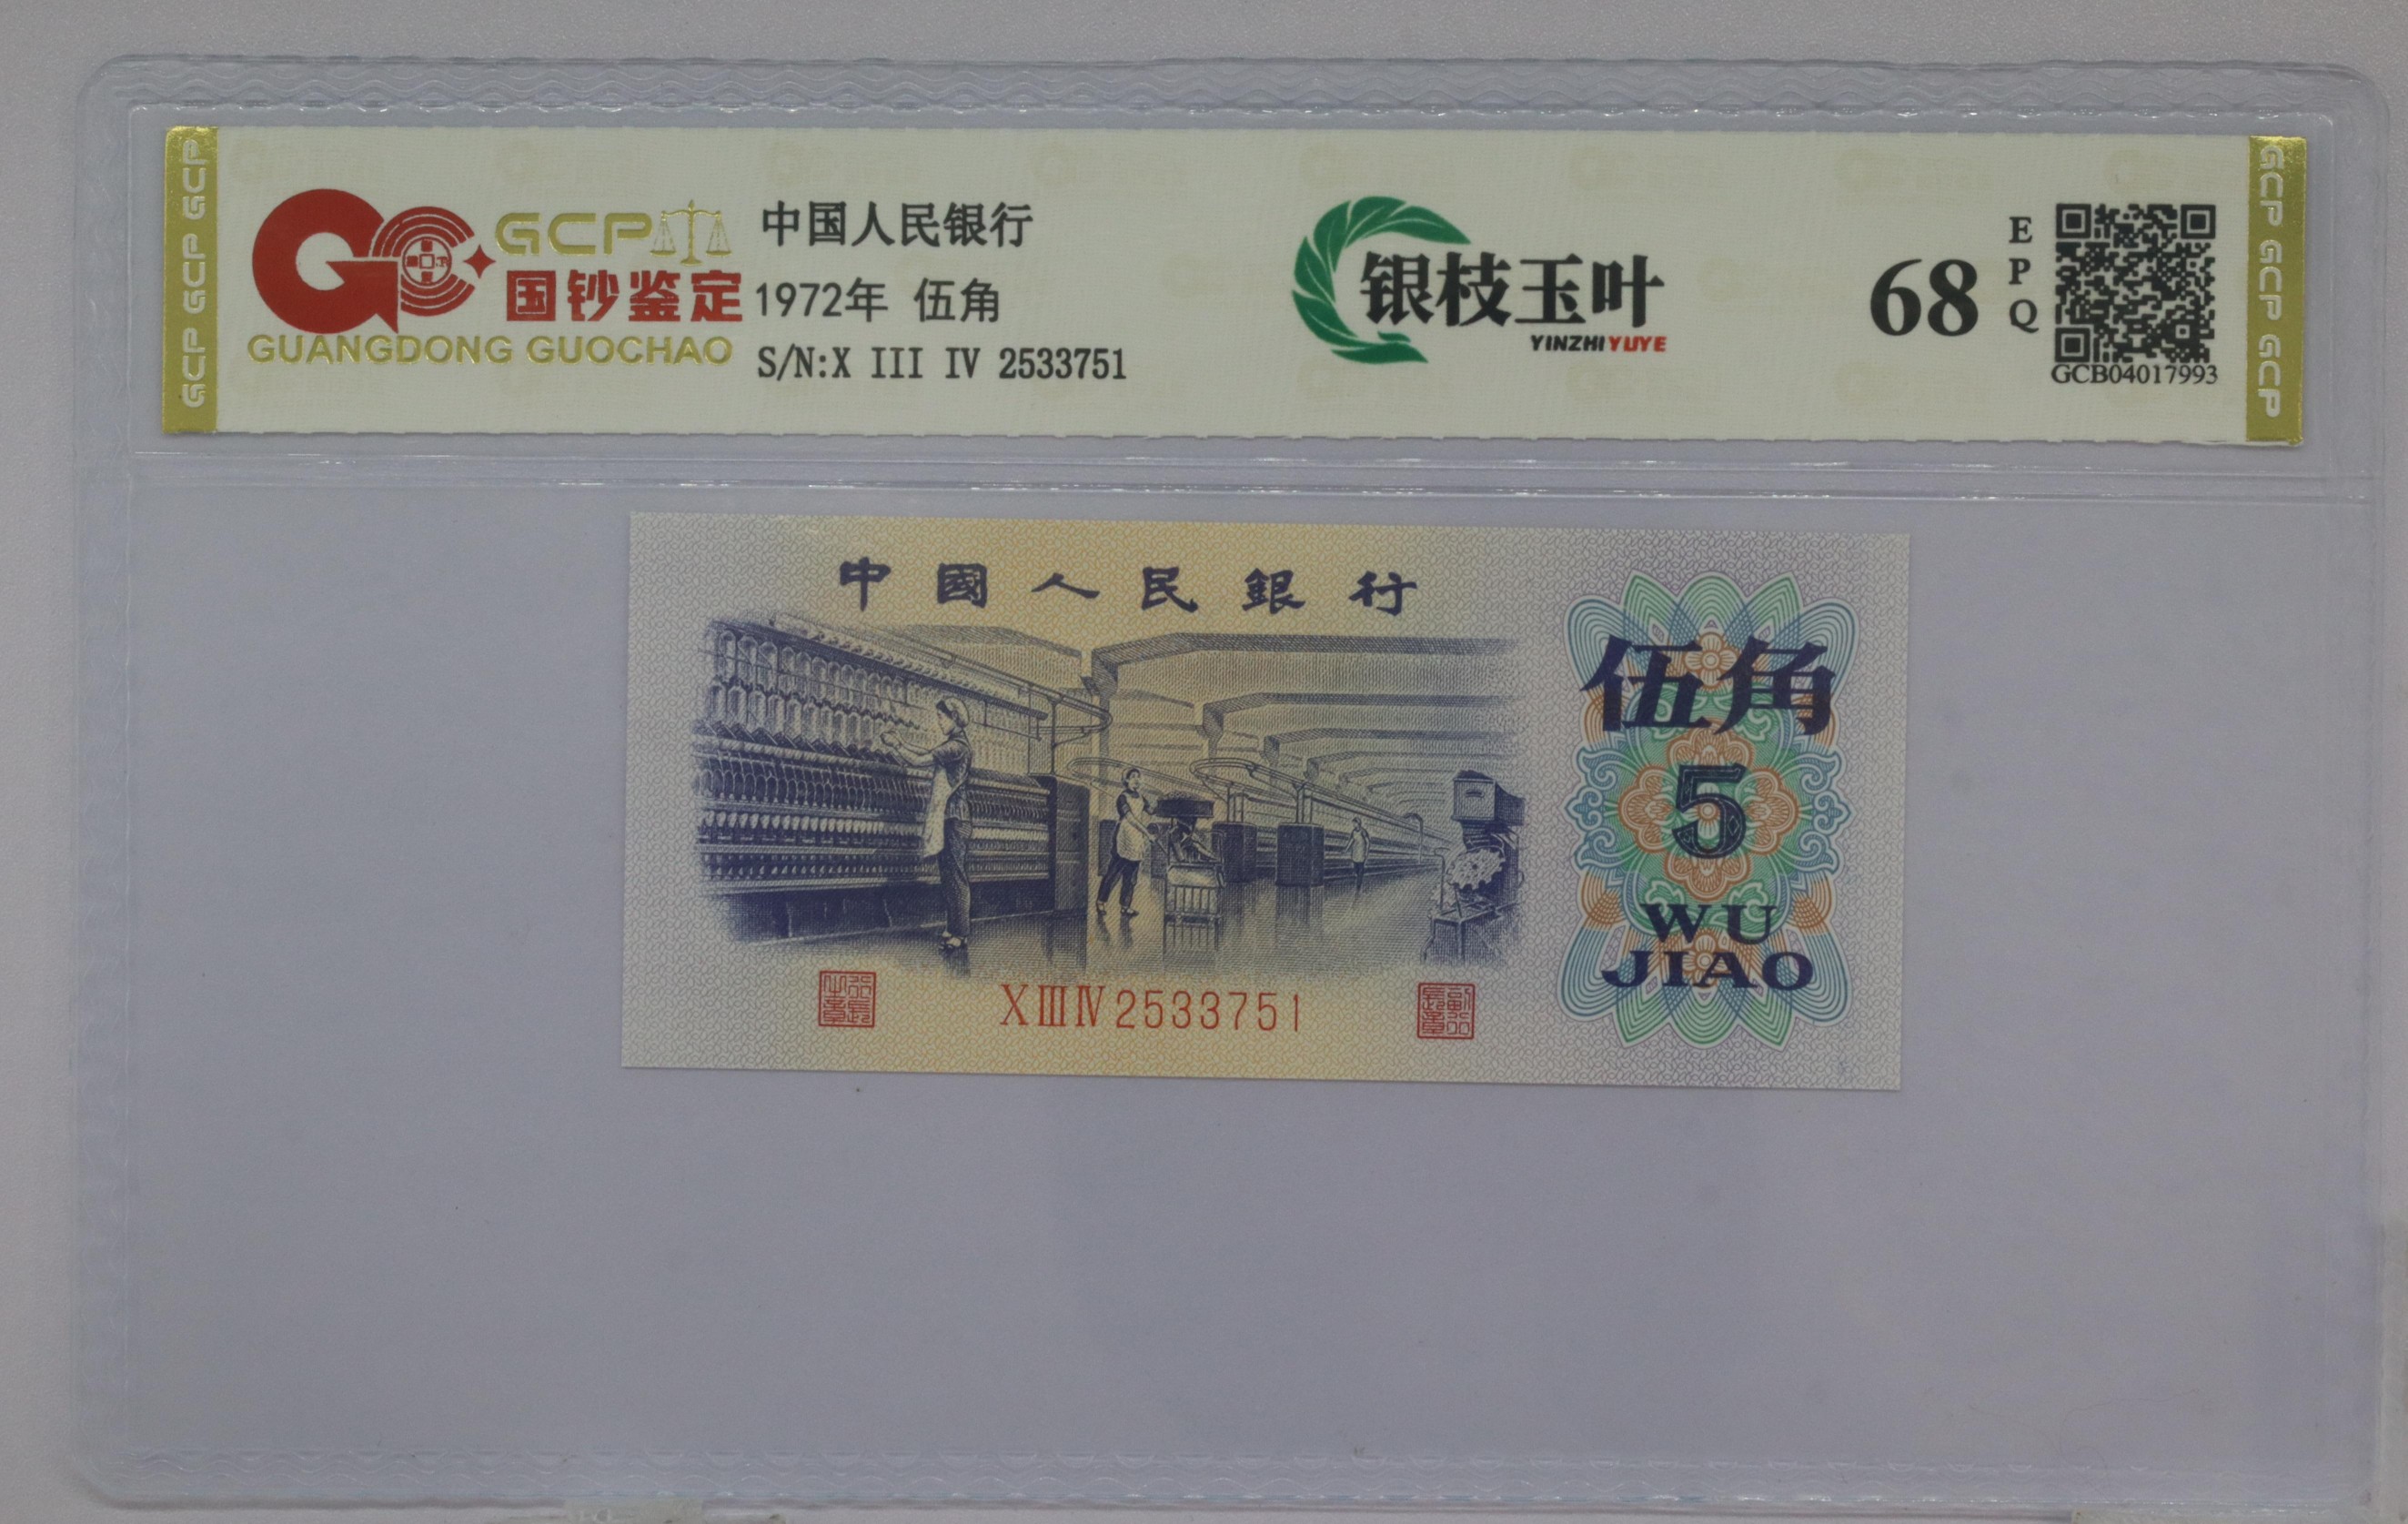 GCP GCP GCP
GCP
国钞鉴定
GUANGDONG GUOCHAO
中国人民银行
1972年 伍角
S/N:X III IV 2533751
银枝玉叶
YINZHIYUYE
68
EPQ
GCB04017993
GCP GCP GCP
中國人民銀行
伍角
5
WU
JIAO
XⅢⅣ2533751